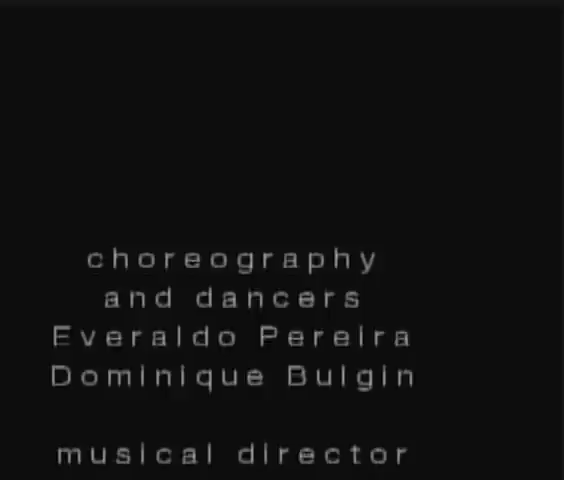 choreography
and dancers
Everaldo Pereira
Dominique Bulgin
musical director